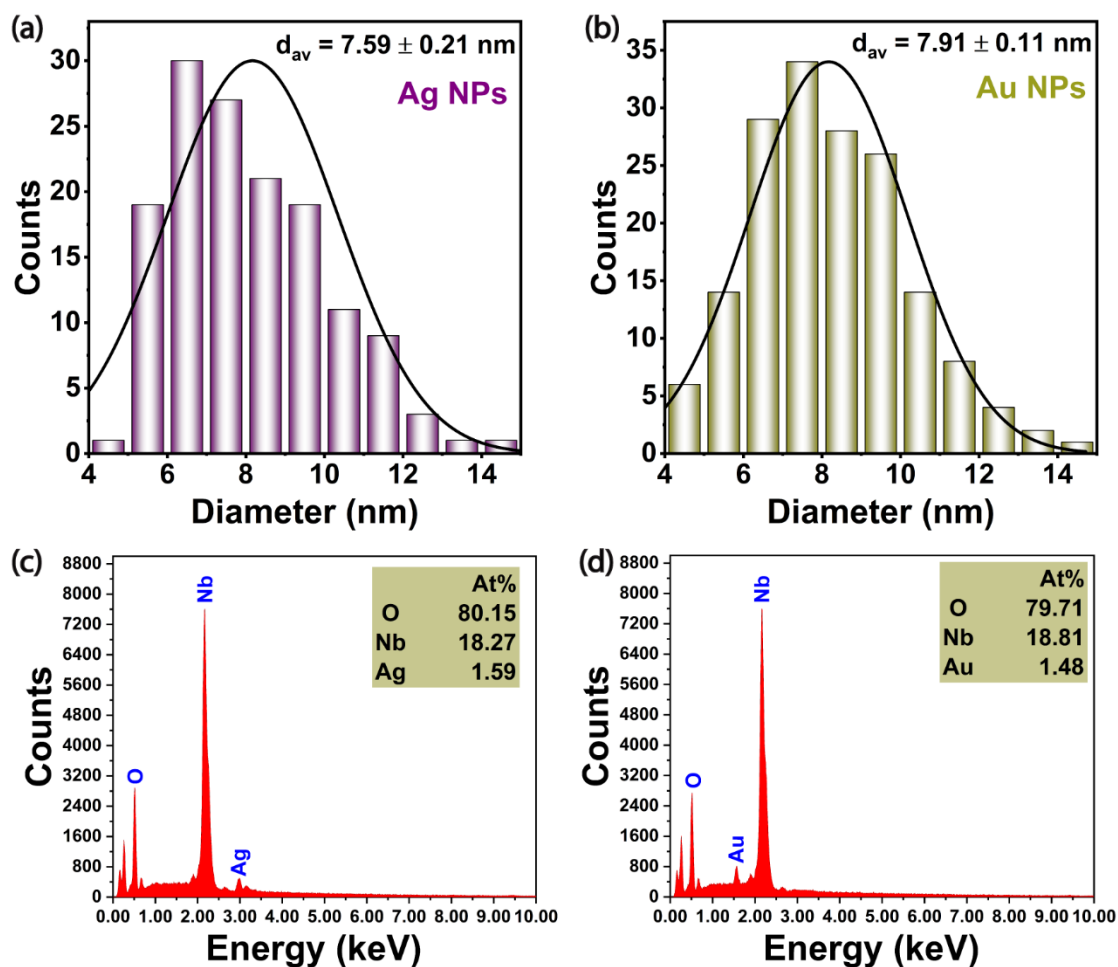 (a)
d_av = 7.59 ± 0.21 nm
Ag NPs
30
25
20
15
10
5
0
Counts
4 6 8 10 12 14
Diameter (nm)
(b)
d_av = 7.91 ± 0.11 nm
Au NPs
35
30
25
20
15
10
5
0
Counts
4 6 8 10 12 14
Diameter (nm)
(c)
8800
8000
7200
6400
5600
4800
4000
3200
2400
1600
800
0
Counts
Nb
O
Ag
At%
O 80.15
Nb 18.27
Ag 1.59
0.00 1.00 2.00 3.00 4.00 5.00 6.00 7.00 8.00 9.00 10.00
Energy (keV)
(d)
8800
8000
7200
6400
5600
4800
4000
3200
2400
1600
800
0
Counts
Nb
O
Au
At%
O 79.71
Nb 18.81
Au 1.48
0.00 1.00 2.00 3.00 4.00 5.00 6.00 7.00 8.00 9.00 10.00
Energy (keV)